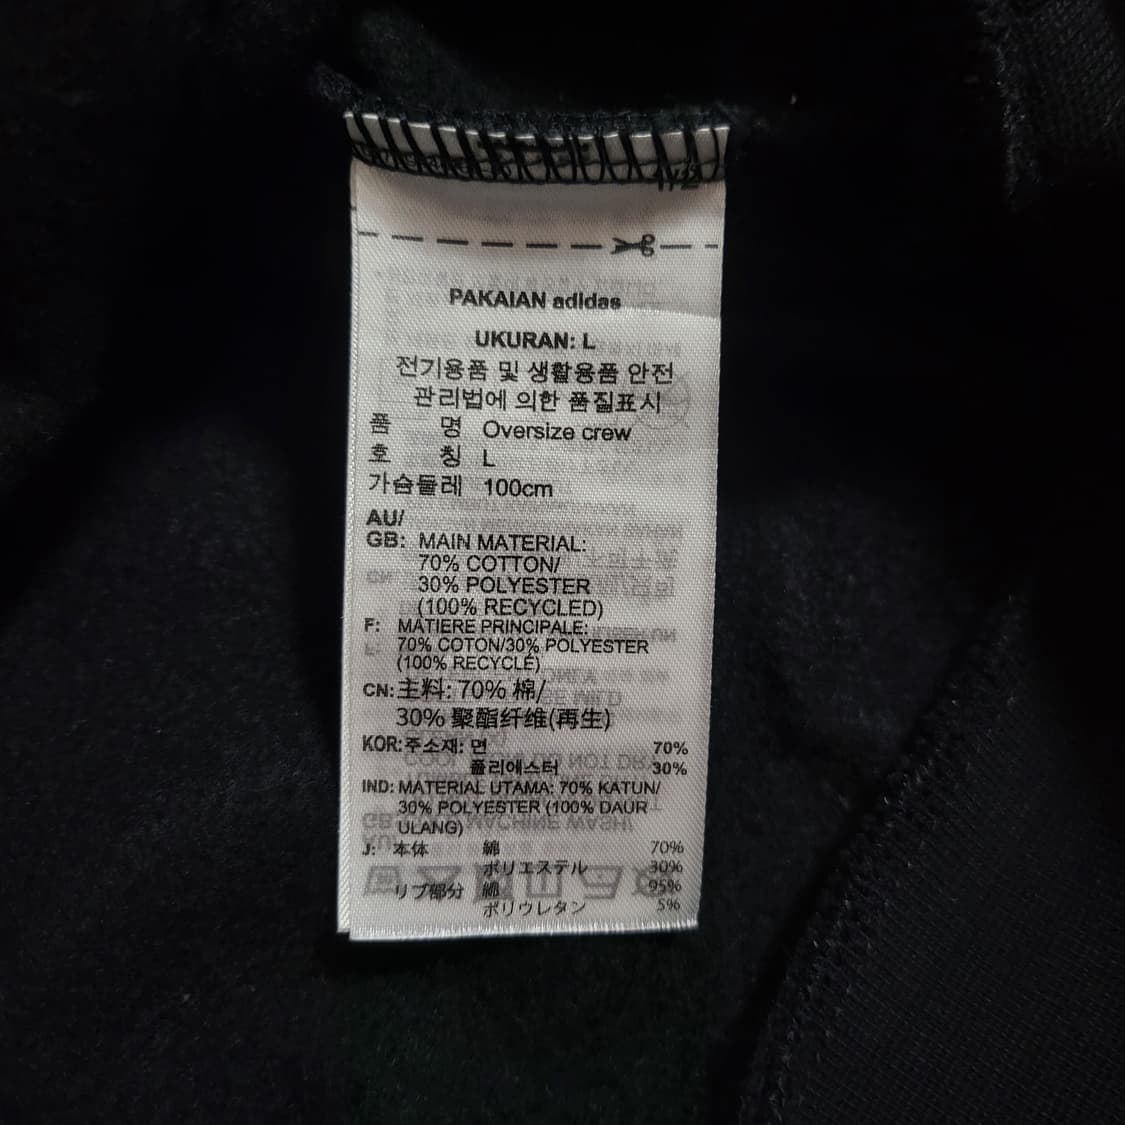 PAKAIAN adidas
UKURAN: L
전기용품 및 생활용품 안전
관리법에 의한 품질표시
품 명 Oversize crew
호 칭 L
가슴둘레 100cm
AU/
GB: MAIN MATERIAL:
70% COTTON/
30% POLYESTER
(100% RECYCLED)
F: MATIERE PRINCIPALE:
70% COTON/30% POLYESTER
(100% RECYCLÉ)
CN: 主料: 70% 棉/
30% 聚酯纤维(再生)
KOR: 주소재: 면 70%
폴리에스터 30%
IND: MATERIAL UTAMA: 70% KATUN/
30% POLYESTER (100% DAUR
ULANG)
J: 本体 綿 70%
ポリエステル 30%
リブ部分 綿 95%
ポリウレタン 5%